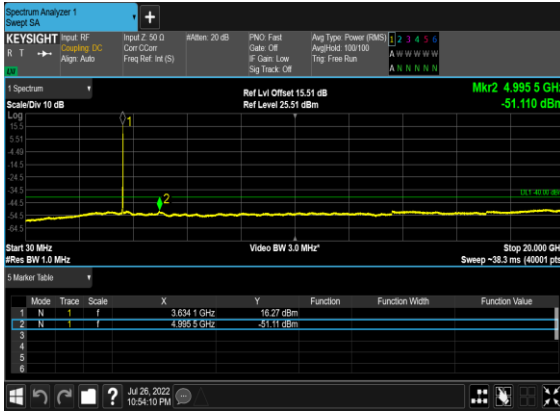 Spectrum Analyzer 1
Swept SA
+
KEYSIGHT Input: RF Input Z: 50 Ω #Atten: 20 dB PNO: Fast Avg Type: Power (RMS) 1 2 3 4 5 6
R T Coupling: DC Corr CCorr Gate: Off Avg|Hold: 100/100 A W W W W W
Align: Auto Freq Ref: Int (S) IF Gain: Low Trig: Free Run
Sig Track: Off A N N N N N
1 Spectrum Ref Lvl Offset 15.51 dB Mkr2 4.995 5 GHz
Scale/Div 10 dB Ref Level 25.51 dBm -51.110 dBm
Log
15.5
5.51
-4.49
-14.5
-24.5
-34.5
-44.5
-54.5
-64.5
1
2
DL1 -40.00 dBm
Start 30 MHz Video BW 3.0 MHz* Stop 20.000 GHz
#Res BW 1.0 MHz Sweep ~38.3 ms (40001 pts)
5 Marker Table
Mode Trace Scale X Y Function Function Width Function Value
1 N 1 f 3.634 1 GHz 16.27 dBm
2 N 1 f 4.995 5 GHz -51.11 dBm
3
4
5
6
? Jul 26, 2022
10:54:10 PM